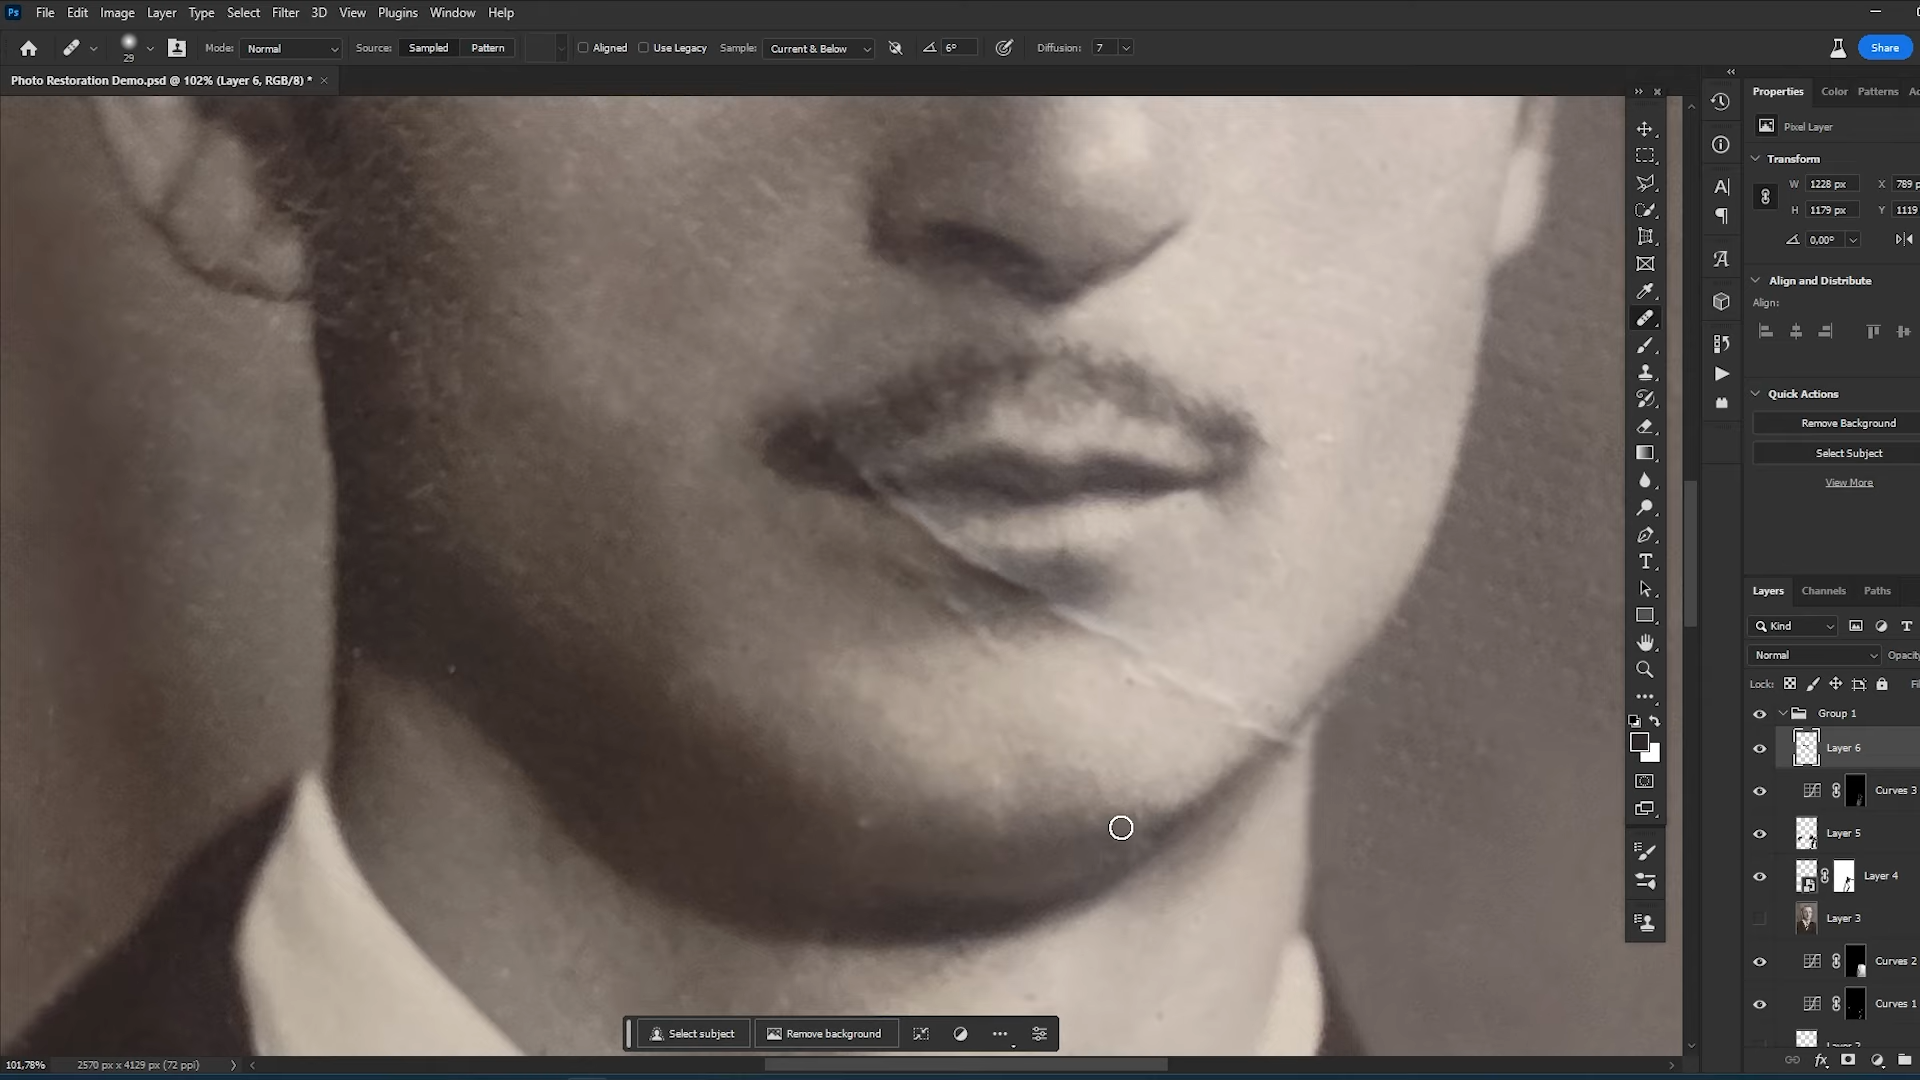 Ps File Edit Image Layer Type Select Filter 3D View Plugins Window Help
29 Mode: Normal Source: Sampled Pattern Aligned Use Legacy Sample: Current & Below 6° Diffusion: 7 Share
Photo Restoration Demo.psd @ 102% (Layer 6, RGB/8) * ×
Properties Color Patterns
Pixel Layer
Transform
W 1228 px X 789 p
H 1179 px Y 1119
0,00°
Align and Distribute
Align:
Quick Actions
Remove Background
Select Subject
View More
Layers Channels Paths
Kind
Normal Opacity
Lock:
Group 1
Layer 6
Curves 3
Layer 5
Layer 4
Layer 3
Curves 2
Curves 1
fx
Select subject Remove background
101,78% 2570 px x 4129 px (72 ppi)